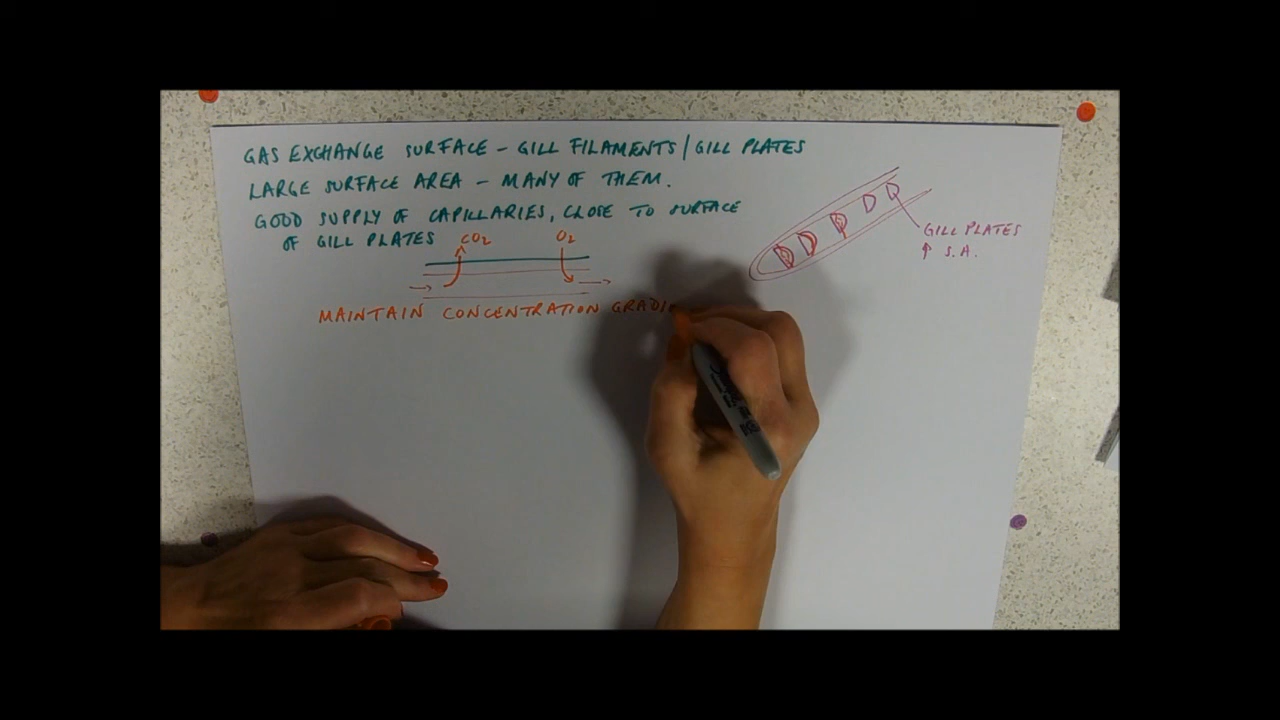 GAS EXCHANGE SURFACE - GILL FILAMENTS/GILL PLATES
LARGE SURFACE AREA - MANY OF THEM.
GOOD SUPPLY OF CAPILLARIES, CLOSE TO SURFACE
OF GILL PLATES
CO2
O2
GILL PLATES
↑ S.A.
MAINTAIN CONCENTRATION GRADI